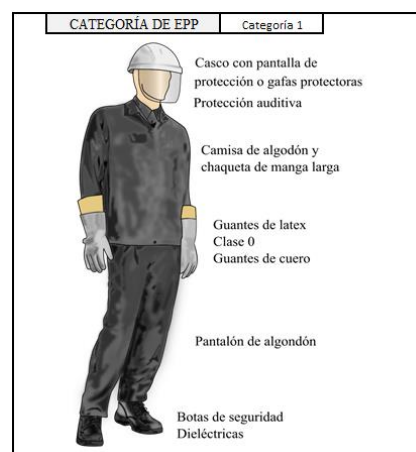 CATEGORÍA DE EPP Categoría 1
Casco con pantalla de
protección o gafas protectoras
Protección auditiva
Camisa de algodón y
chaqueta de manga larga
Guantes de latex
Clase 0
Guantes de cuero
Pantalón de algondón
Botas de seguridad
Dieléctricas